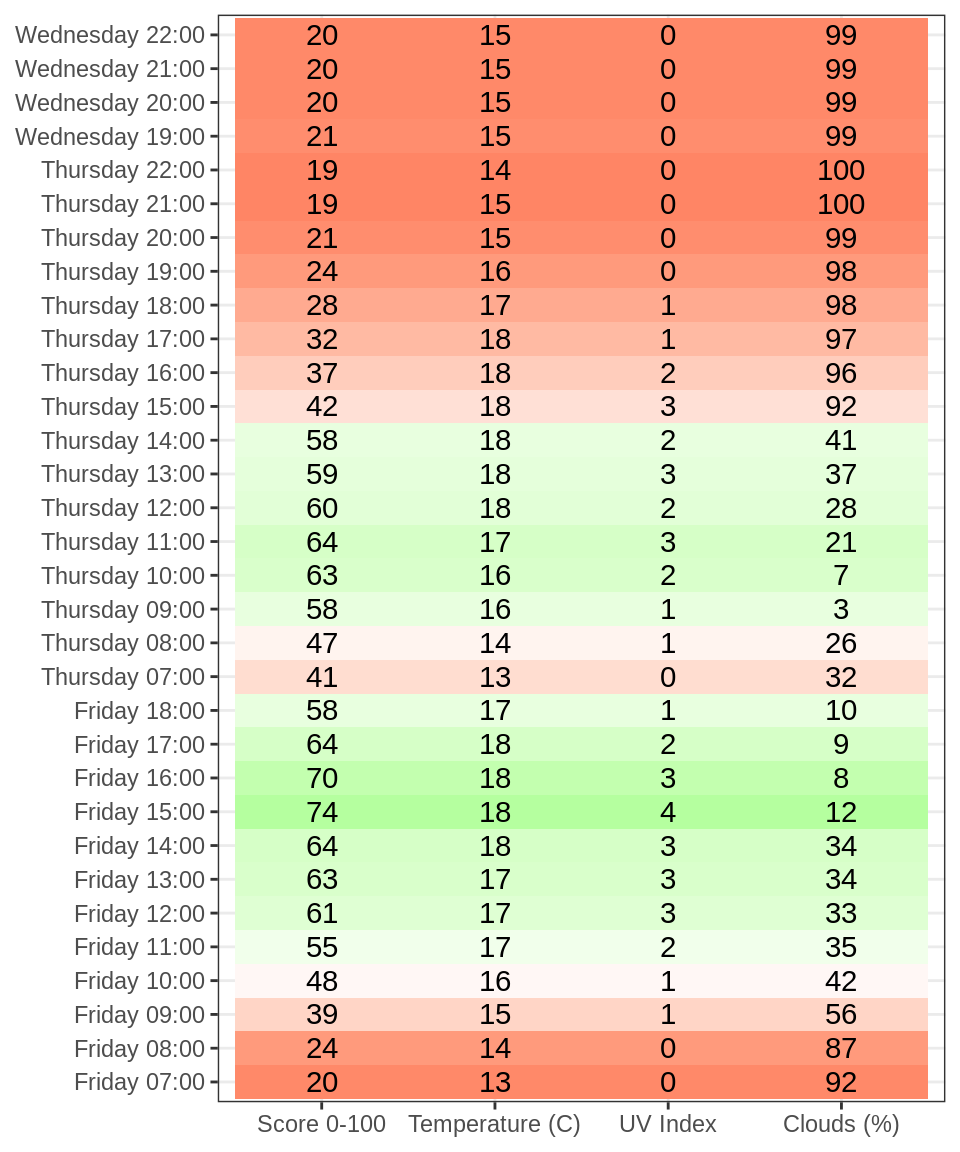 Wednesday 22:00 20 15 0 99
Wednesday 21:00 20 15 0 99
Wednesday 20:00 20 15 0 99
Wednesday 19:00 21 15 0 99
Thursday 22:00 19 14 0 100
Thursday 21:00 19 15 0 100
Thursday 20:00 21 15 0 99
Thursday 19:00 24 16 0 98
Thursday 18:00 28 17 1 98
Thursday 17:00 32 18 1 97
Thursday 16:00 37 18 2 96
Thursday 15:00 42 18 3 92
Thursday 14:00 58 18 2 41
Thursday 13:00 59 18 3 37
Thursday 12:00 60 18 2 28
Thursday 11:00 64 17 3 21
Thursday 10:00 63 16 2 7
Thursday 09:00 58 16 1 3
Thursday 08:00 47 14 1 26
Thursday 07:00 41 13 0 32
Friday 18:00 58 17 1 10
Friday 17:00 64 18 2 9
Friday 16:00 70 18 3 8
Friday 15:00 74 18 4 12
Friday 14:00 64 18 3 34
Friday 13:00 63 17 3 34
Friday 12:00 61 17 3 33
Friday 11:00 55 17 2 35
Friday 10:00 48 16 1 42
Friday 09:00 39 15 1 56
Friday 08:00 24 14 0 87
Friday 07:00 20 13 0 92
Score 0-100 Temperature (C) UV Index Clouds (%)